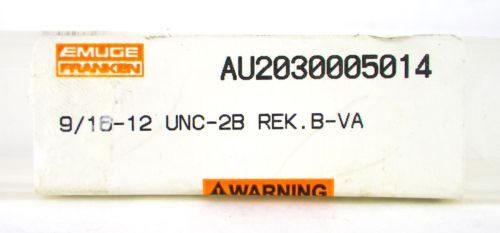 EMUGE
FRANKEN
AU2030005014
9/16-12 UNC-2B REK.B-VA
WARNING